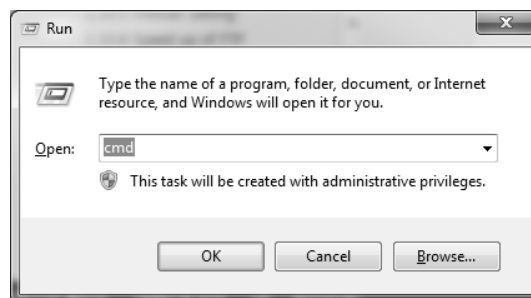 Run
Type the name of a program, folder, document, or Internet
resource, and Windows will open it for you.
Open: cmd
This task will be created with administrative privileges.
OK Cancel Browse...